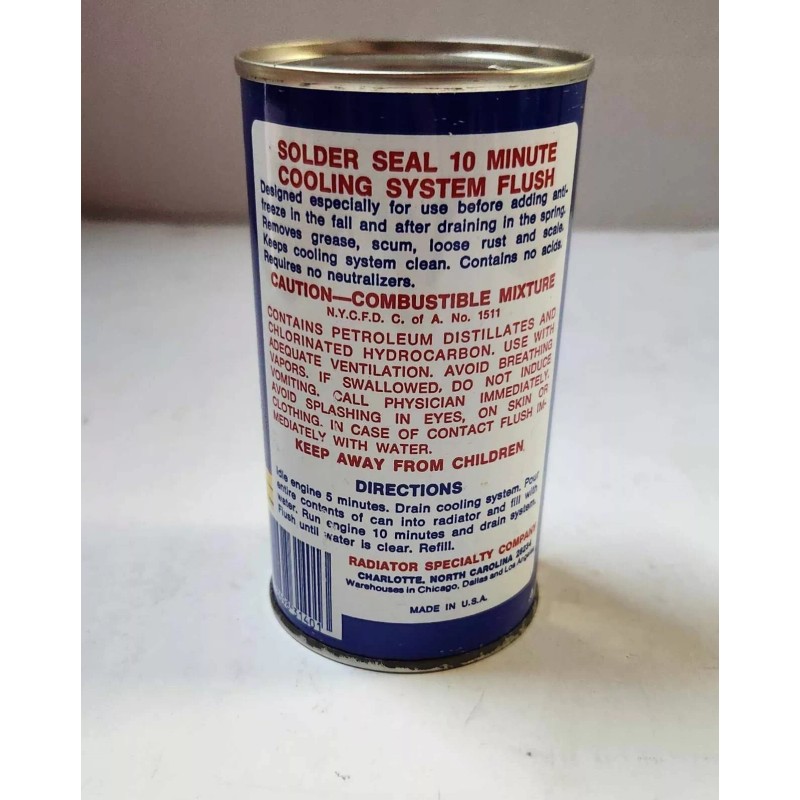 SOLDER SEAL 10 MINUTE
COOLING SYSTEM FLUSH
Designed especially for use before adding anti-
freeze in the fall and after draining in the spring.
Removes grease, scum, loose rust and scale.
Keeps cooling system clean. Contains no acids.
Requires no neutralizers.
CAUTION—COMBUSTIBLE MIXTURE
N.Y.C.F.D. C. of A. No. 1511
CONTAINS PETROLEUM DISTILLATES AND
CHLORINATED HYDROCARBON. USE WITH
ADEQUATE VENTILATION. AVOID BREATHING
VAPORS. IF SWALLOWED, DO NOT INDUCE
VOMITING. CALL PHYSICIAN IMMEDIATELY.
AVOID SPLASHING IN EYES, ON SKIN OR
CLOTHING. IN CASE OF CONTACT FLUSH IM-
MEDIATELY WITH WATER.
KEEP AWAY FROM CHILDREN.
DIRECTIONS
Idle engine 5 minutes. Drain cooling system. Pour
entire contents of can into radiator and fill with
water. Run engine 10 minutes and drain system.
Flush until water is clear. Refill.
RADIATOR SPECIALTY COMPANY
CHARLOTTE, NORTH CAROLINA
Warehouses in Chicago, Dallas and Los Angeles
MADE IN U.S.A.